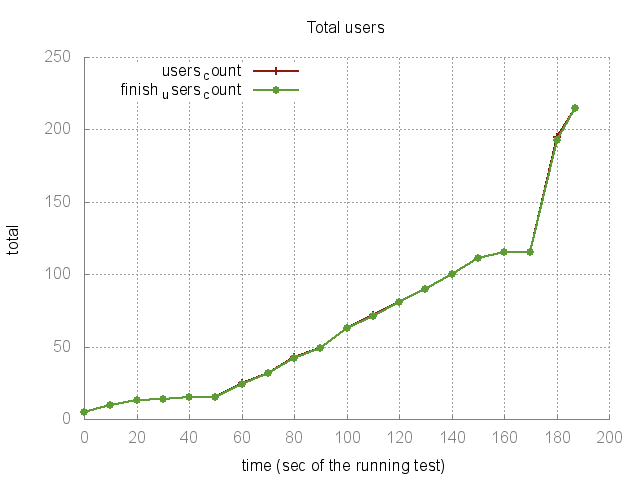 Total users
users_count
finish_users_count
250
200
150
100
50
0
total
0 20 40 60 80 100 120 140 160 180 200
time (sec of the running test)